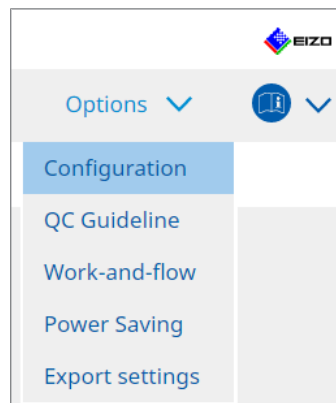 EIZO
Options
Configuration
QC Guideline
Work-and-flow
Power Saving
Export settings